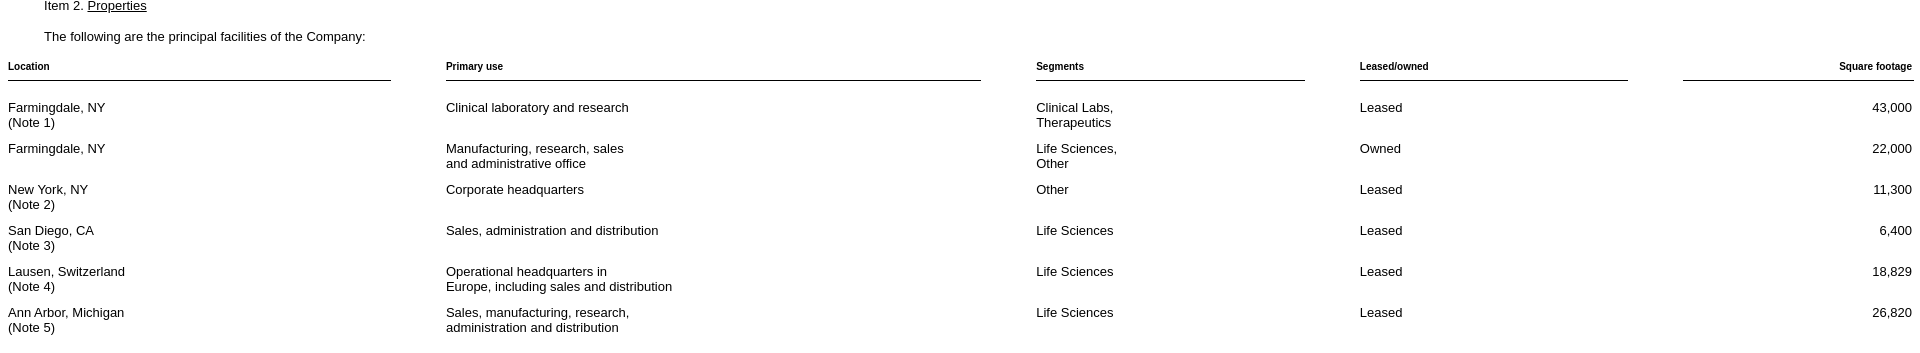 Item 2. Properties
The following are the principal facilities of the Company:
Location Primary use Segments Leased/owned Square footage
Farmingdale, NY Clinical laboratory and research Clinical Labs, Leased 43,000
(Note 1) Therapeutics
Farmingdale, NY Manufacturing, research, sales Life Sciences, Owned 22,000
and administrative office Other
New York, NY Corporate headquarters Other Leased 11,300
(Note 2)
San Diego, CA Sales, administration and distribution Life Sciences Leased 6,400
(Note 3)
Lausen, Switzerland Operational headquarters in Life Sciences Leased 18,829
(Note 4) Europe, including sales and distribution
Ann Arbor, Michigan Sales, manufacturing, research, Life Sciences Leased 26,820
(Note 5) administration and distribution